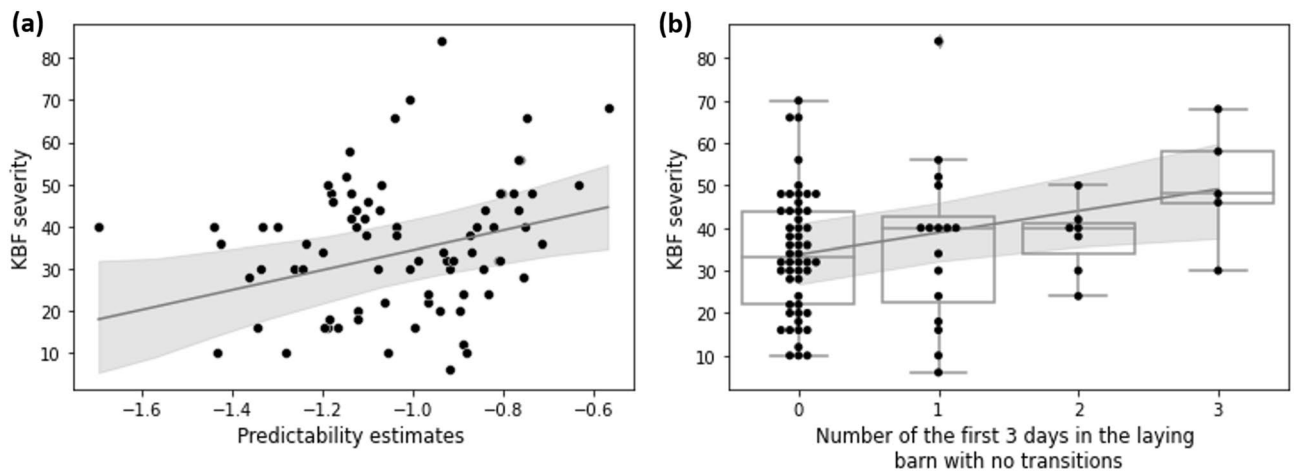 (a)
80
70
60
50
40
30
20
10
KBF severity
−1.6 −1.4 −1.2 −1.0 −0.8 −0.6
Predictability estimates
(b)
80
70
60
50
40
30
20
10
KBF severity
0 1 2 3
Number of the first 3 days in the laying
barn with no transitions